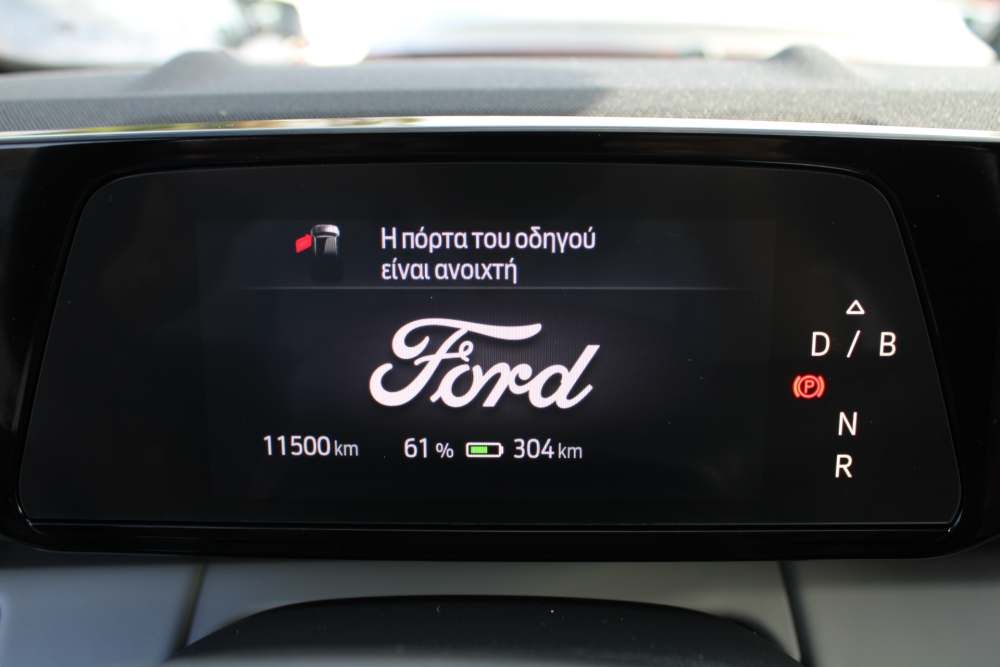 Η πόρτα του οδηγού
είναι ανοιχτή
Ford
11500 km 61 % 304 km
D / B
P
N
R